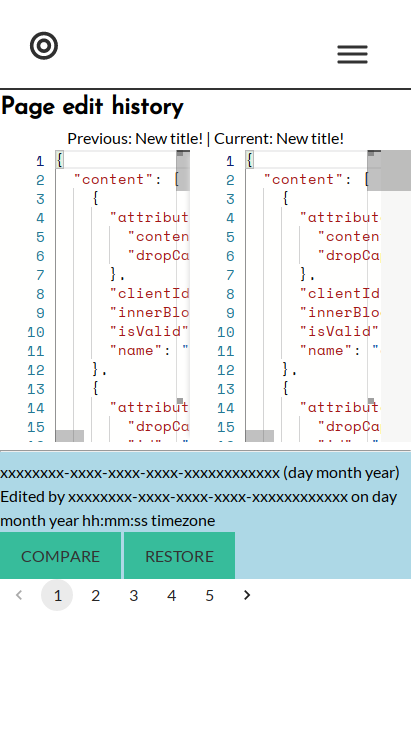 Page edit history
Previous: New title! | Current: New title!
1 {
2 "content": [
3 {
4 "attribut
5 "conten
6 "dropCa
7 },
8 "clientId
9 "innerBlo
10 "isValid"
11 "name": "
12 },
13 {
14 "attribut
15 "dropCa
1 {
2 "content": [
3 {
4 "attribut
5 "conten
6 "dropCa
7 },
8 "clientId
9 "innerBlo
10 "isValid"
11 "name": "
12 },
13 {
14 "attribut
15 "dropCa
xxxxxxxx-xxxx-xxxx-xxxx-xxxxxxxxxxxx (day month year)
Edited by xxxxxxxx-xxxx-xxxx-xxxx-xxxxxxxxxxxx on day
month year hh:mm:ss timezone
COMPARE RESTORE
1 2 3 4 5